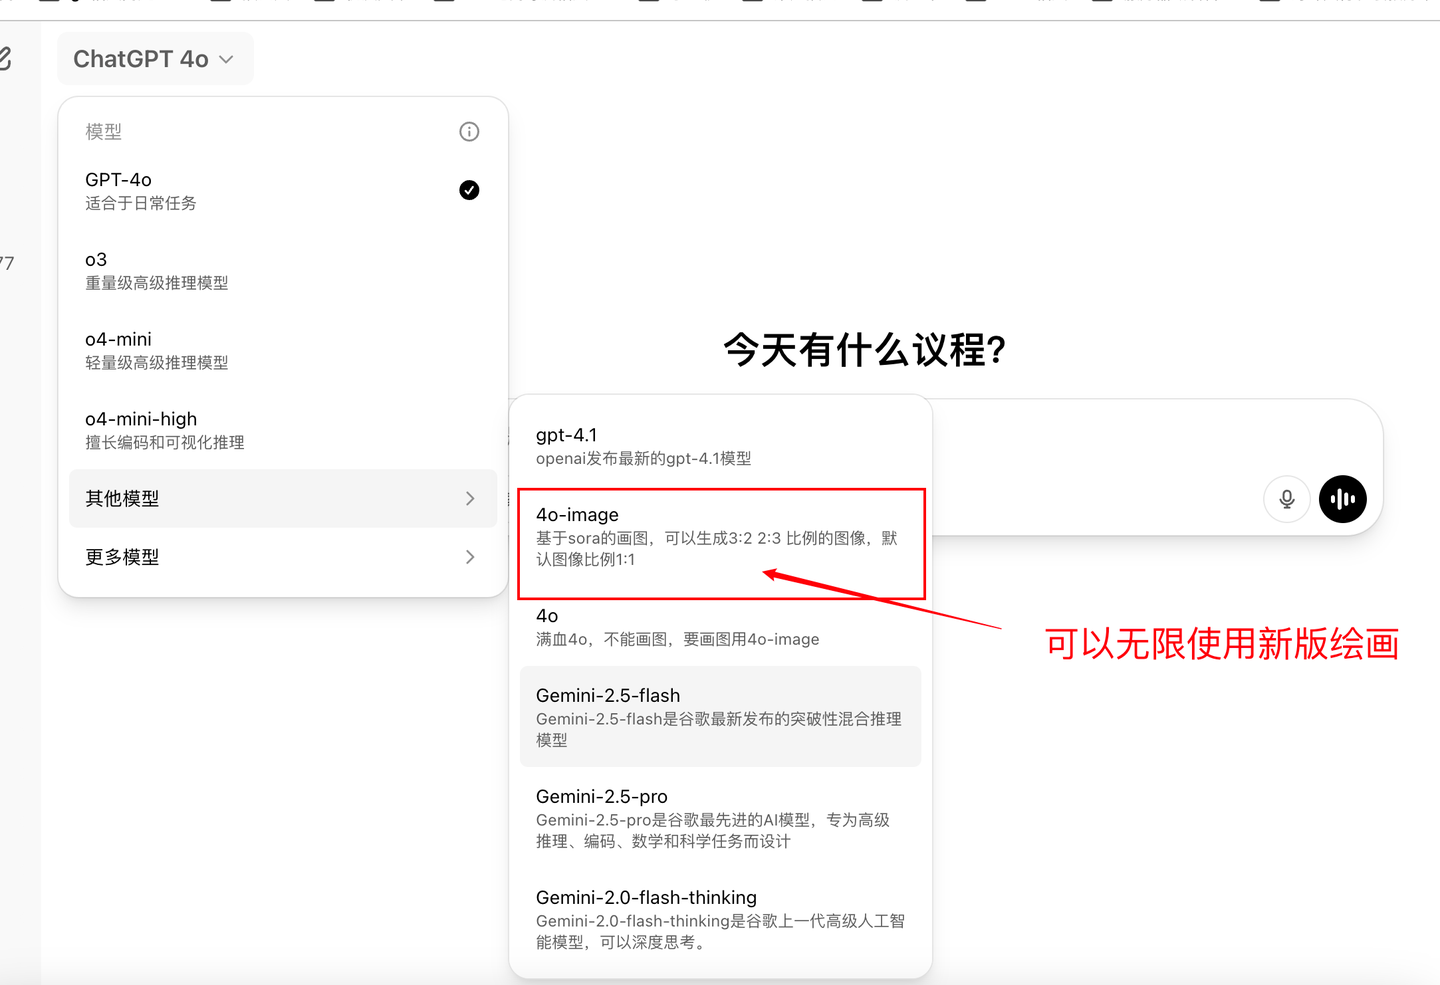 ChatGPT 4o
模型
GPT-4o
适合于日常任务
o3
重量级高级推理模型
77
o4-mini
轻量级高级推理模型
o4-mini-high
擅长编码和可视化推理
其他模型
更多模型
今天有什么议程?
gpt-4.1
openai发布最新的gpt-4.1模型
4o-image
基于sora的画图，可以生成3:2 2:3 比例的图像，默
认图像比例1:1
4o
满血4o，不能画图，要画图用4o-image
Gemini-2.5-flash
Gemini-2.5-flash是谷歌最新发布的突破性混合推理
模型
Gemini-2.5-pro
Gemini-2.5-pro是谷歌最先进的AI模型，专为高级
推理、编码、数学和科学任务而设计
Gemini-2.0-flash-thinking
Gemini-2.0-flash-thinking是谷歌上一代高级人工智
能模型，可以深度思考。
可以无限使用新版绘画